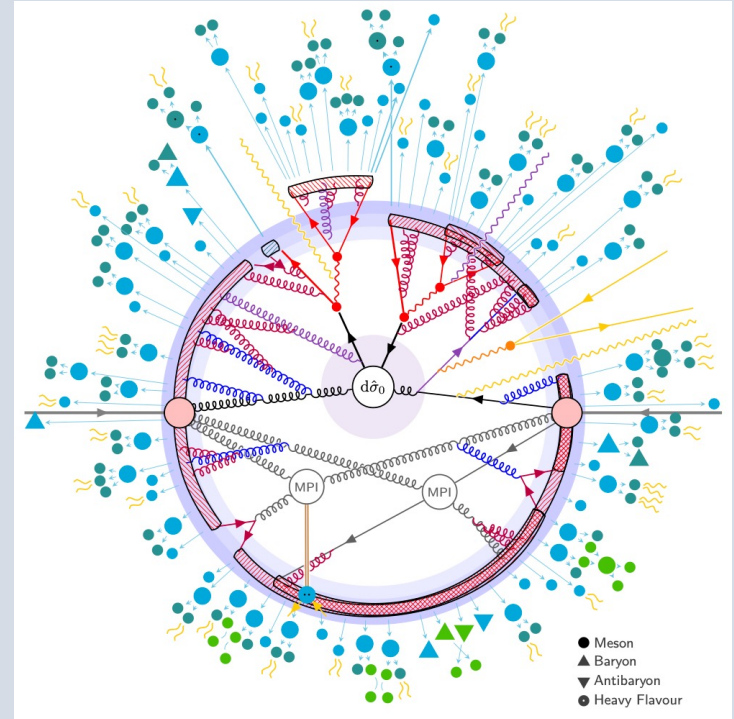 dσ̂₀
MPI
MPI
Meson
Baryon
Antibaryon
Heavy Flavour